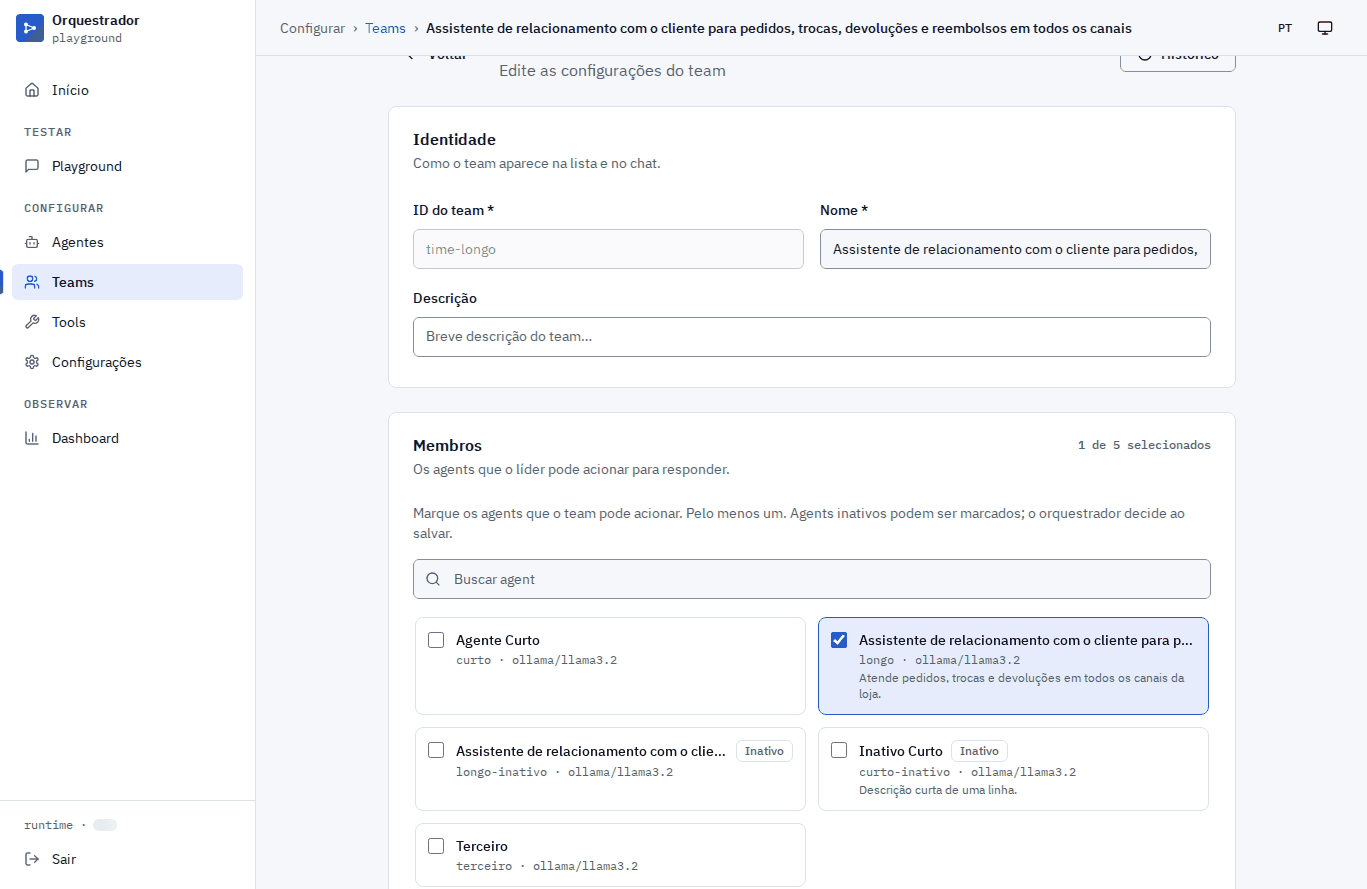 Orquestrador
playground
Início
TESTAR
Playground
CONFIGURAR
Agentes
Teams
Tools
Configurações
OBSERVAR
Dashboard
runtime ·
Sair
Configurar › Teams › Assistente de relacionamento com o cliente para pedidos, trocas, devoluções e reembolsos em todos os canais
PT
Voltar
Histórico
Edite as configurações do team
Identidade
Como o team aparece na lista e no chat.
ID do team *
Nome *
time-longo
Assistente de relacionamento com o cliente para pedidos,
Descrição
Breve descrição do team...
Membros
1 de 5 selecionados
Os agents que o líder pode acionar para responder.
Marque os agents que o team pode acionar. Pelo menos um. Agents inativos podem ser marcados; o orquestrador decide ao
salvar.
Buscar agent
Agente Curto
curto · ollama/llama3.2
Assistente de relacionamento com o cliente para p...
longo · ollama/llama3.2
Atende pedidos, trocas e devoluções em todos os canais da
loja.
Assistente de relacionamento com o clie... Inativo
longo-inativo · ollama/llama3.2
Inativo Curto Inativo
curto-inativo · ollama/llama3.2
Descrição curta de uma linha.
Terceiro
terceiro · ollama/llama3.2